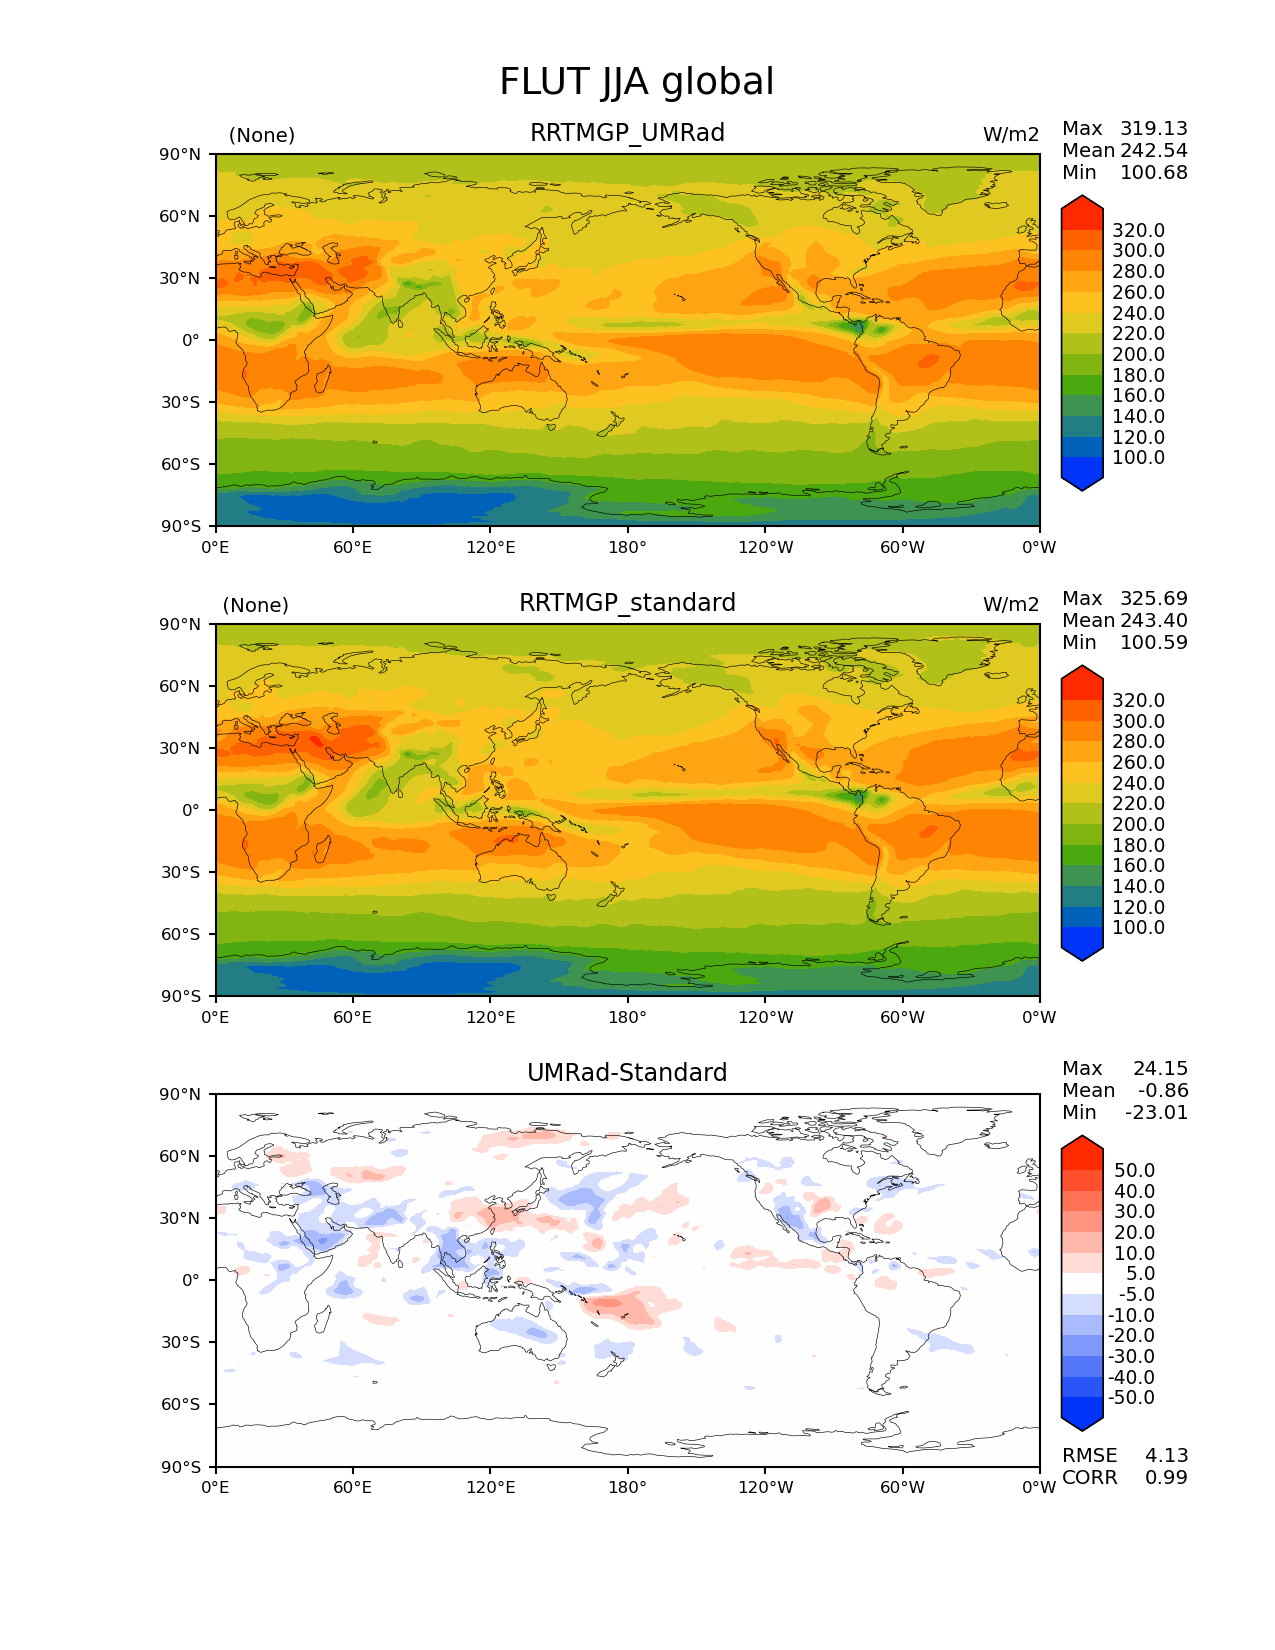 FLUT JJA global
(None) RRTMGP_UMRad W/m2
Max 319.13
Mean 242.54
Min 100.68
90°N
60°N
30°N
0°
30°S
60°S
90°S
0°E 60°E 120°E 180° 120°W 60°W 0°W
320.0
300.0
280.0
260.0
240.0
220.0
200.0
180.0
160.0
140.0
120.0
100.0
(None) RRTMGP_standard W/m2
Max 325.69
Mean 243.40
Min 100.59
90°N
60°N
30°N
0°
30°S
60°S
90°S
0°E 60°E 120°E 180° 120°W 60°W 0°W
320.0
300.0
280.0
260.0
240.0
220.0
200.0
180.0
160.0
140.0
120.0
100.0
UMRad-Standard
Max 24.15
Mean -0.86
Min -23.01
90°N
60°N
30°N
0°
30°S
60°S
90°S
0°E 60°E 120°E 180° 120°W 60°W 0°W
50.0
40.0
30.0
20.0
10.0
5.0
-5.0
-10.0
-20.0
-30.0
-40.0
-50.0
RMSE 4.13
CORR 0.99